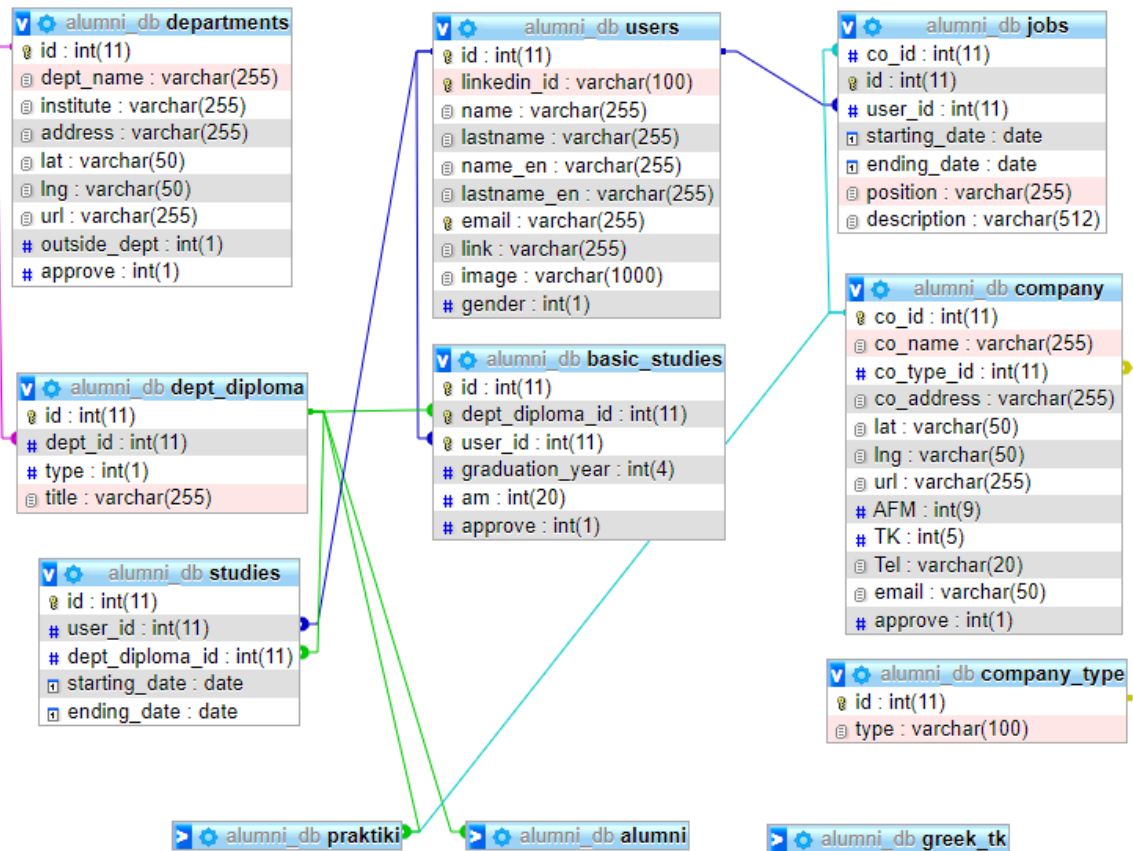 alumni_db departments
id : int(11)
dept_name : varchar(255)
institute : varchar(255)
address : varchar(255)
lat : varchar(50)
lng : varchar(50)
url : varchar(255)
# outside_dept : int(1)
# approve : int(1)
alumni_db users
id : int(11)
linkedin_id : varchar(100)
name : varchar(255)
lastname : varchar(255)
name_en : varchar(255)
lastname_en : varchar(255)
email : varchar(255)
link : varchar(255)
image : varchar(1000)
# gender : int(1)
alumni_db jobs
# co_id : int(11)
id : int(11)
# user_id : int(11)
starting_date : date
ending_date : date
position : varchar(255)
description : varchar(512)
alumni_db company
co_id : int(11)
co_name : varchar(255)
# co_type_id : int(11)
co_address : varchar(255)
lat : varchar(50)
lng : varchar(50)
url : varchar(255)
# AFM : int(9)
# TK : int(5)
Tel : varchar(20)
email : varchar(50)
# approve : int(1)
alumni_db dept_diploma
id : int(11)
# dept_id : int(11)
# type : int(1)
title : varchar(255)
alumni_db basic_studies
id : int(11)
dept_diploma_id : int(11)
user_id : int(11)
# graduation_year : int(4)
# am : int(20)
# approve : int(1)
alumni_db studies
id : int(11)
# user_id : int(11)
# dept_diploma_id : int(11)
starting_date : date
ending_date : date
alumni_db company_type
id : int(11)
type : varchar(100)
alumni_db praktiki
alumni_db alumni
alumni_db greek_tk